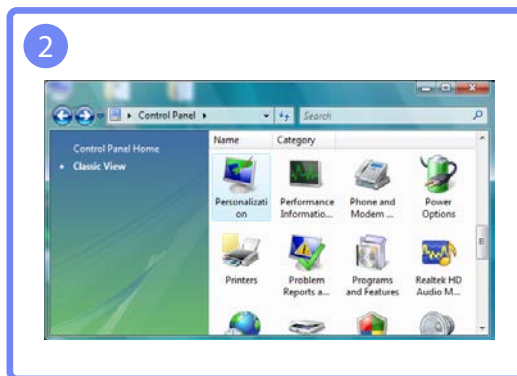 2
Control Panel
Search
Control Panel Home
Classic View
Name Category
Personalizati
on
Performance
Informatio...
Phone and
Modem ...
Power
Options
Printers
Problem
Reports a...
Programs
and Features
Realtek HD
Audio M...